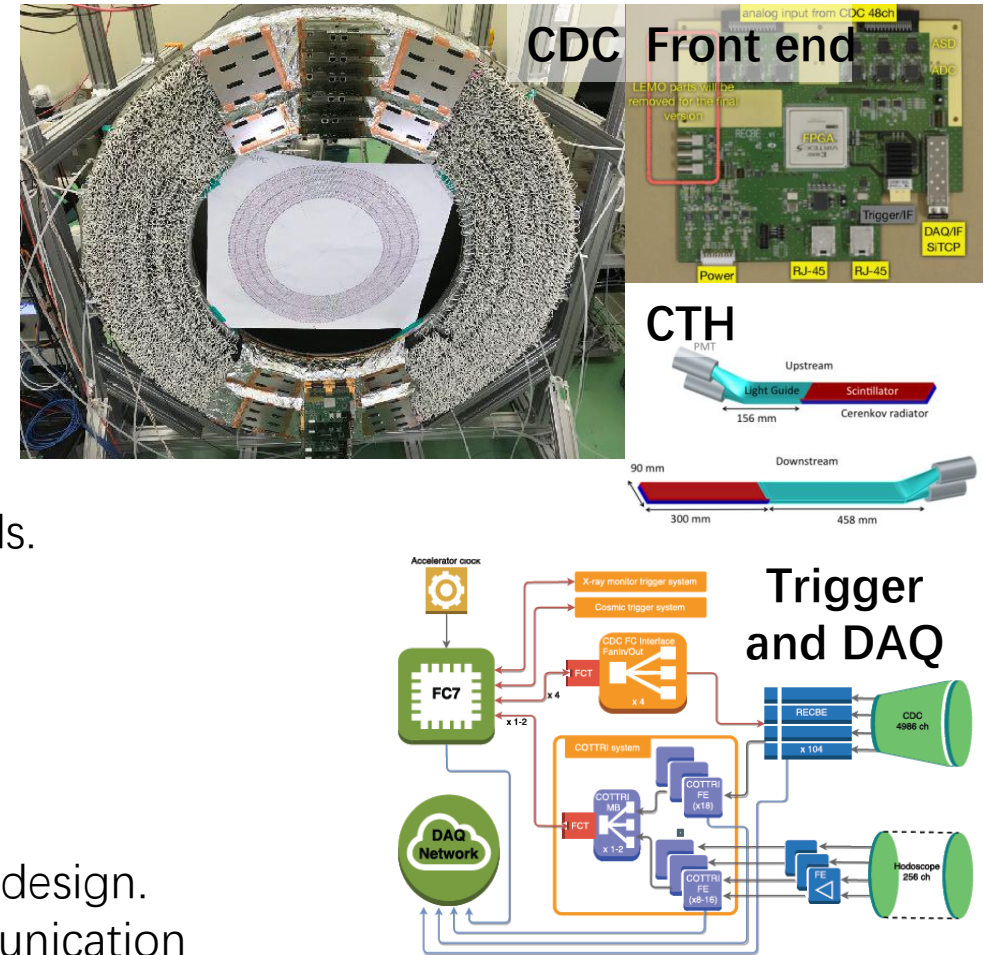 CDC Front end
analog input from CDC 48ch
ASD
ADC
LEMO parts will be
removed for the final
version
RECBE
FPGA
VIRTEX 5
Trigger/IF
DAQ/IF
SiTCP
Power
RJ-45
RJ-45
CTH
PMT
Upstream
Light Guide
Scintillator
156 mm
Cerenkov radiator
Downstream
90 mm
300 mm
458 mm
ls.
Trigger
and DAQ
Accelerator clock
X-ray monitor trigger system
Cosmic trigger system
CDC FC Interface
FanIn/Out
FCT
x 4
x 4
FC7
x 1-2
RECBE
x 104
CDC
4986 ch
COTTRI system
COTTRI
FE
(x18)
COTTRI
MB
FCT
x 1-2
DAQ
Network
COTTRI
FE
(x8-16)
FE
Hodoscope
256 ch
design.
unication